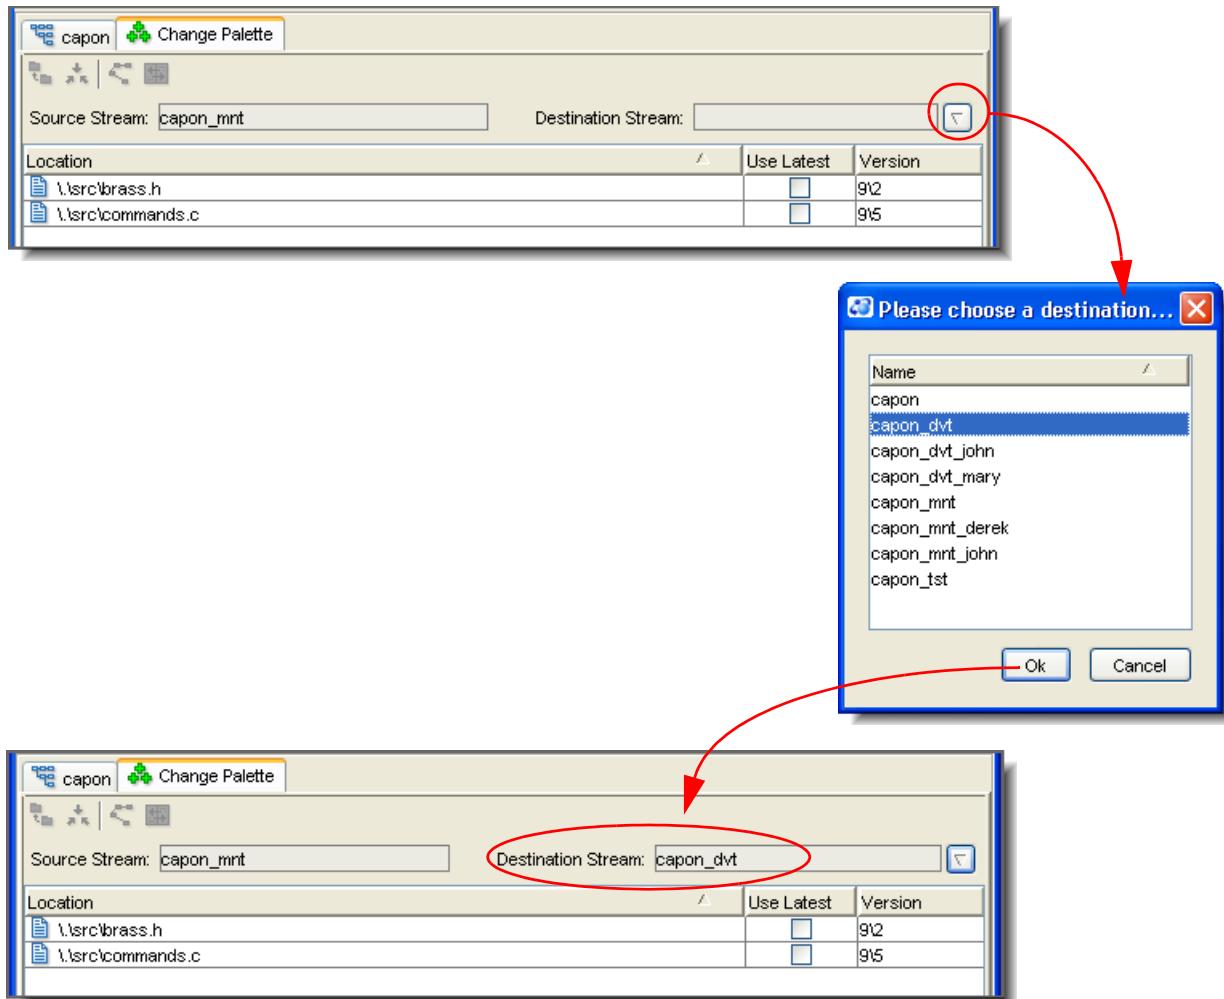 capon Change Palette
Source Stream: capon_mnt Destination Stream:
Location Use Latest Version
\.\src\brass.h 9\2
\.\src\commands.c 9\5
Please choose a destination...
Name
capon
capon_dvt
capon_dvt_john
capon_dvt_mary
capon_mnt
capon_mnt_derek
capon_mnt_john
capon_tst
Ok Cancel
capon Change Palette
Source Stream: capon_mnt Destination Stream: capon_dvt
Location Use Latest Version
\.\src\brass.h 9\2
\.\src\commands.c 9\5